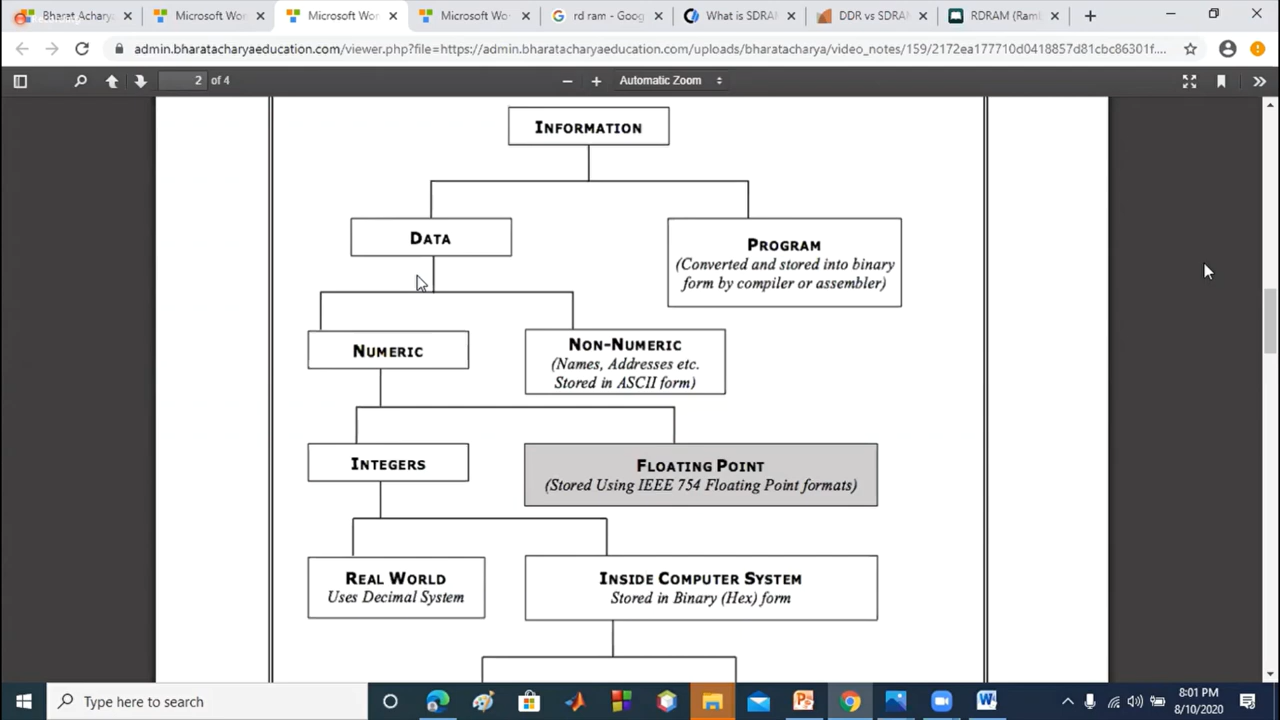 Bharat Acharya
Microsoft Wor
Microsoft Wor
Microsoft Wor
rd ram - Goog
What is SDRAM
DDR vs SDRAM
RDRAM (Ramb
admin.bharatacharyaeducation.com/viewer.php?file=https://admin.bharatacharyaeducation.com/uploads/bharatacharya/video_notes/159/2172ea177710d0418857d81cbc86301f....
2 of 4
Automatic Zoom
INFORMATION
DATA
PROGRAM
(Converted and stored into binary
form by compiler or assembler)
NUMERIC
NON-NUMERIC
(Names, Addresses etc.
Stored in ASCII form)
INTEGERS
FLOATING POINT
(Stored Using IEEE 754 Floating Point formats)
REAL WORLD
Uses Decimal System
INSIDE COMPUTER SYSTEM
Stored in Binary (Hex) form
Type here to search
8:01 PM
8/10/2020